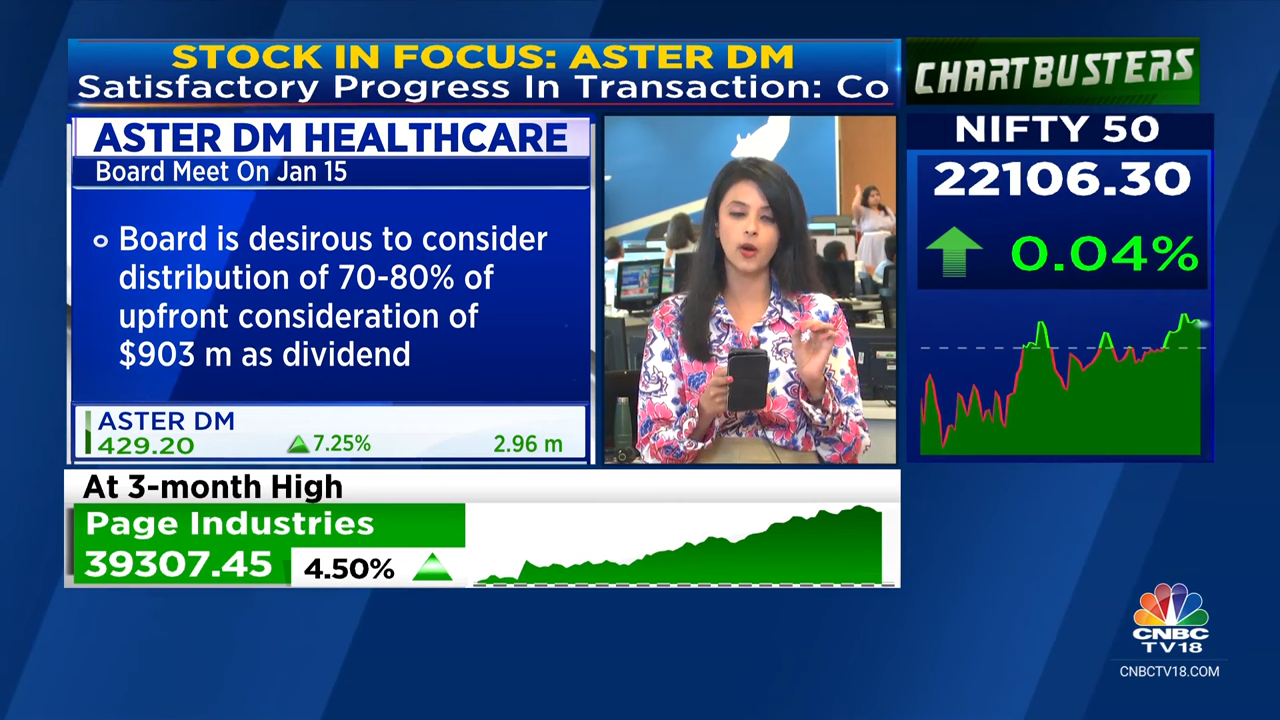 STOCK IN FOCUS: ASTER DM
Satisfactory Progress In Transaction: Co
CHARTBUSTERS
ASTER DM HEALTHCARE
Board Meet On Jan 15
Board is desirous to consider
distribution of 70-80% of
upfront consideration of
$903 m as dividend
ASTER DM
429.20
7.25%
2.96 m
NIFTY 50
22106.30
0.04%
At 3-month High
Page Industries
39307.45
4.50%
CNBC
TV18
CNBCTV18.COM